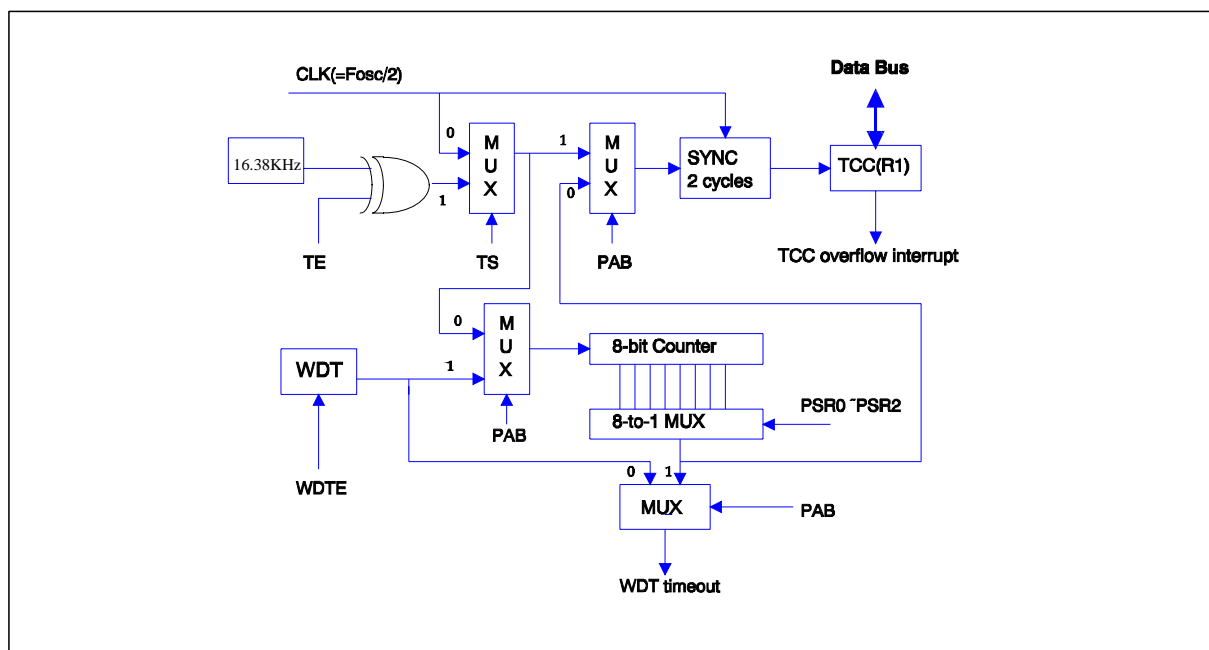 CLK(=Fosc/2)
Data Bus
0
M
U
X
1
M
U
X
16.38KHz
1
0
SYNC
2 cycles
TCC(R1)
TE
TS
PAB
TCC overflow interrupt
0
M
U
X
8-bit Counter
WDT
1
PSR0 ˜PSR2
8-to-1 MUX
PAB
0
1
WDTE
MUX
PAB
WDT timeout